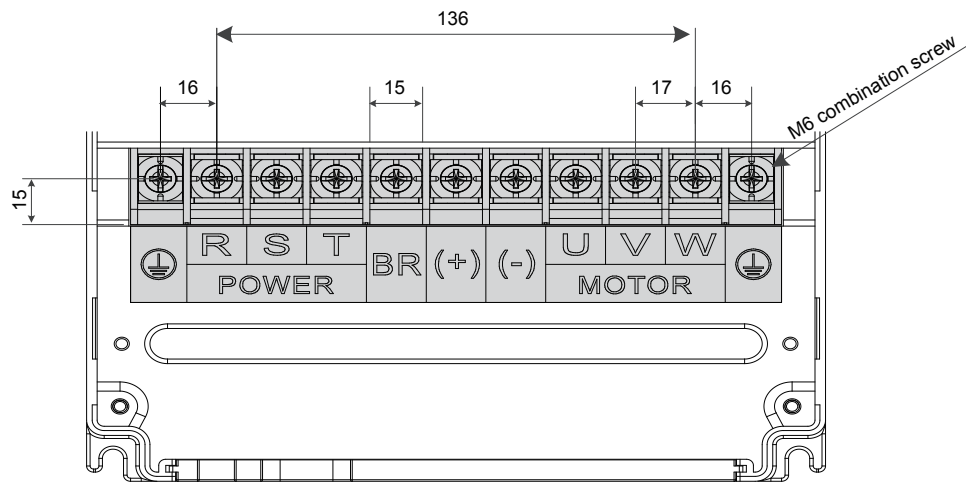 136
16
15
17
16
M6 combination screw
15
R S T
BR (+) (-)
U V W
POWER
MOTOR